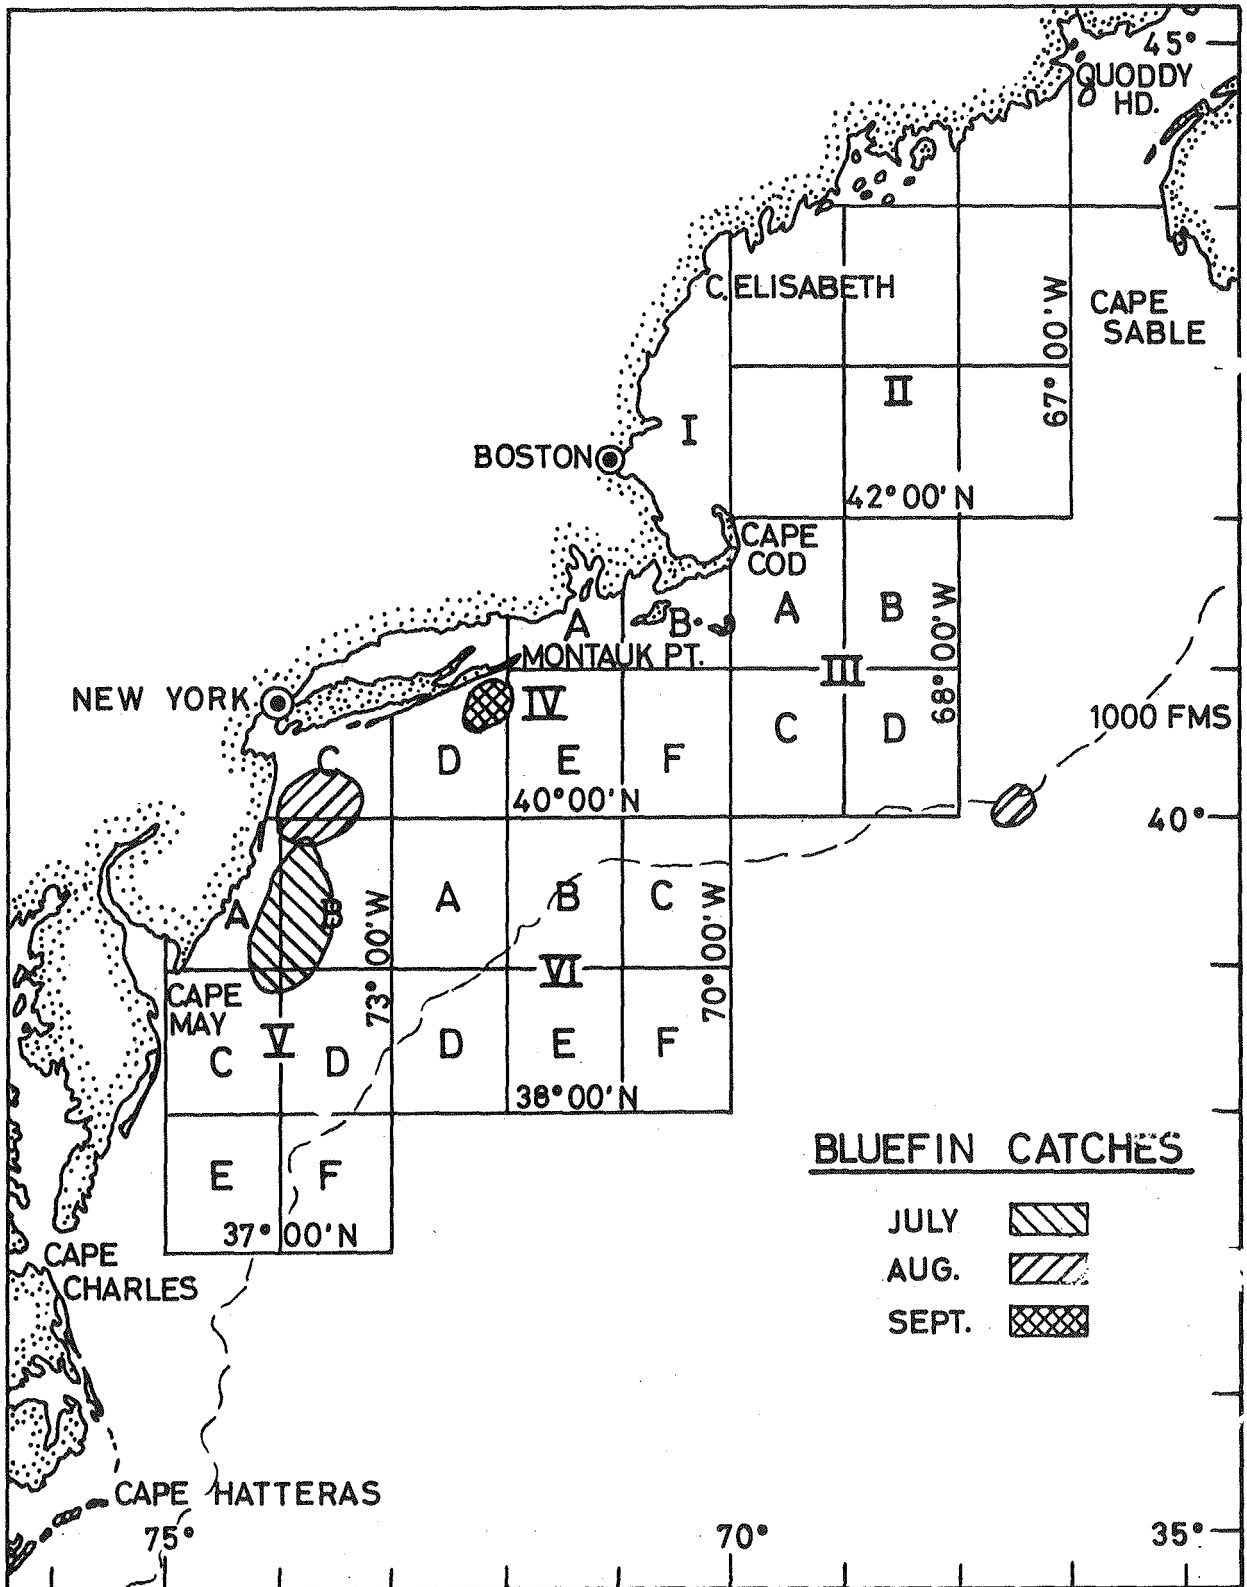 45°
QUODDY
HD.
C. ELISABETH
CAPE
SABLE
67° 00' W
II
I
BOSTON
42° 00' N
CAPE
COD
A
B
A
B
MONTAUK PT.
III
68° 00' W
NEW YORK
IV
1000 FMS
C
D
C
D
E
F
40° 00' N
40°
A
B
73° 00' W
A
B
C
70° 00' W
VI
CAPE
MAY
V
C
D
D
E
F
38° 00' N
BLUEFIN CATCHES
E
F
JULY
37° 00' N
CAPE
CHARLES
AUG.
SEPT.
CAPE HATTERAS
75°
70°
35°